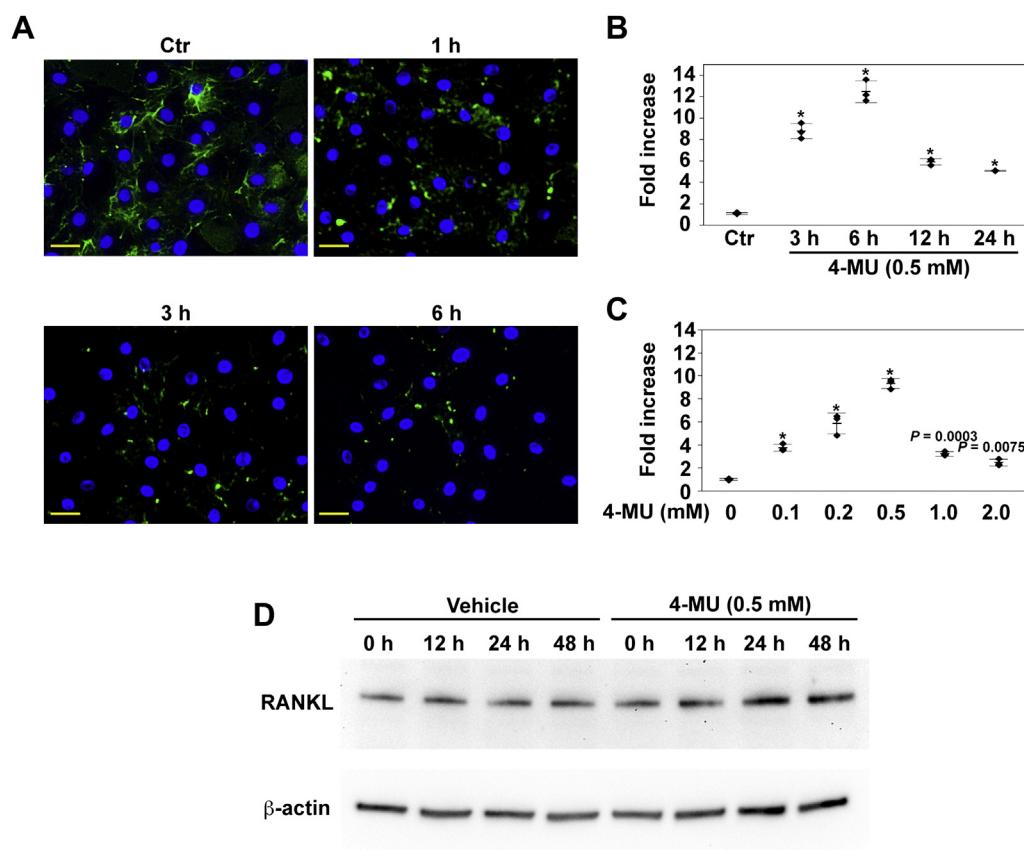 A
Ctr
1 h
3 h
6 h
B
Fold increase
14
12
10
8
6
4
2
0
* * * *
Ctr 3 h 6 h 12 h 24 h
4-MU (0.5 mM)
C
Fold increase
14
12
10
8
6
4
2
0
* * *
P = 0.0003
P = 0.0075
4-MU (mM) 0 0.1 0.2 0.5 1.0 2.0
D
Vehicle 4-MU (0.5 mM)
0 h 12 h 24 h 48 h 0 h 12 h 24 h 48 h
RANKL
β-actin